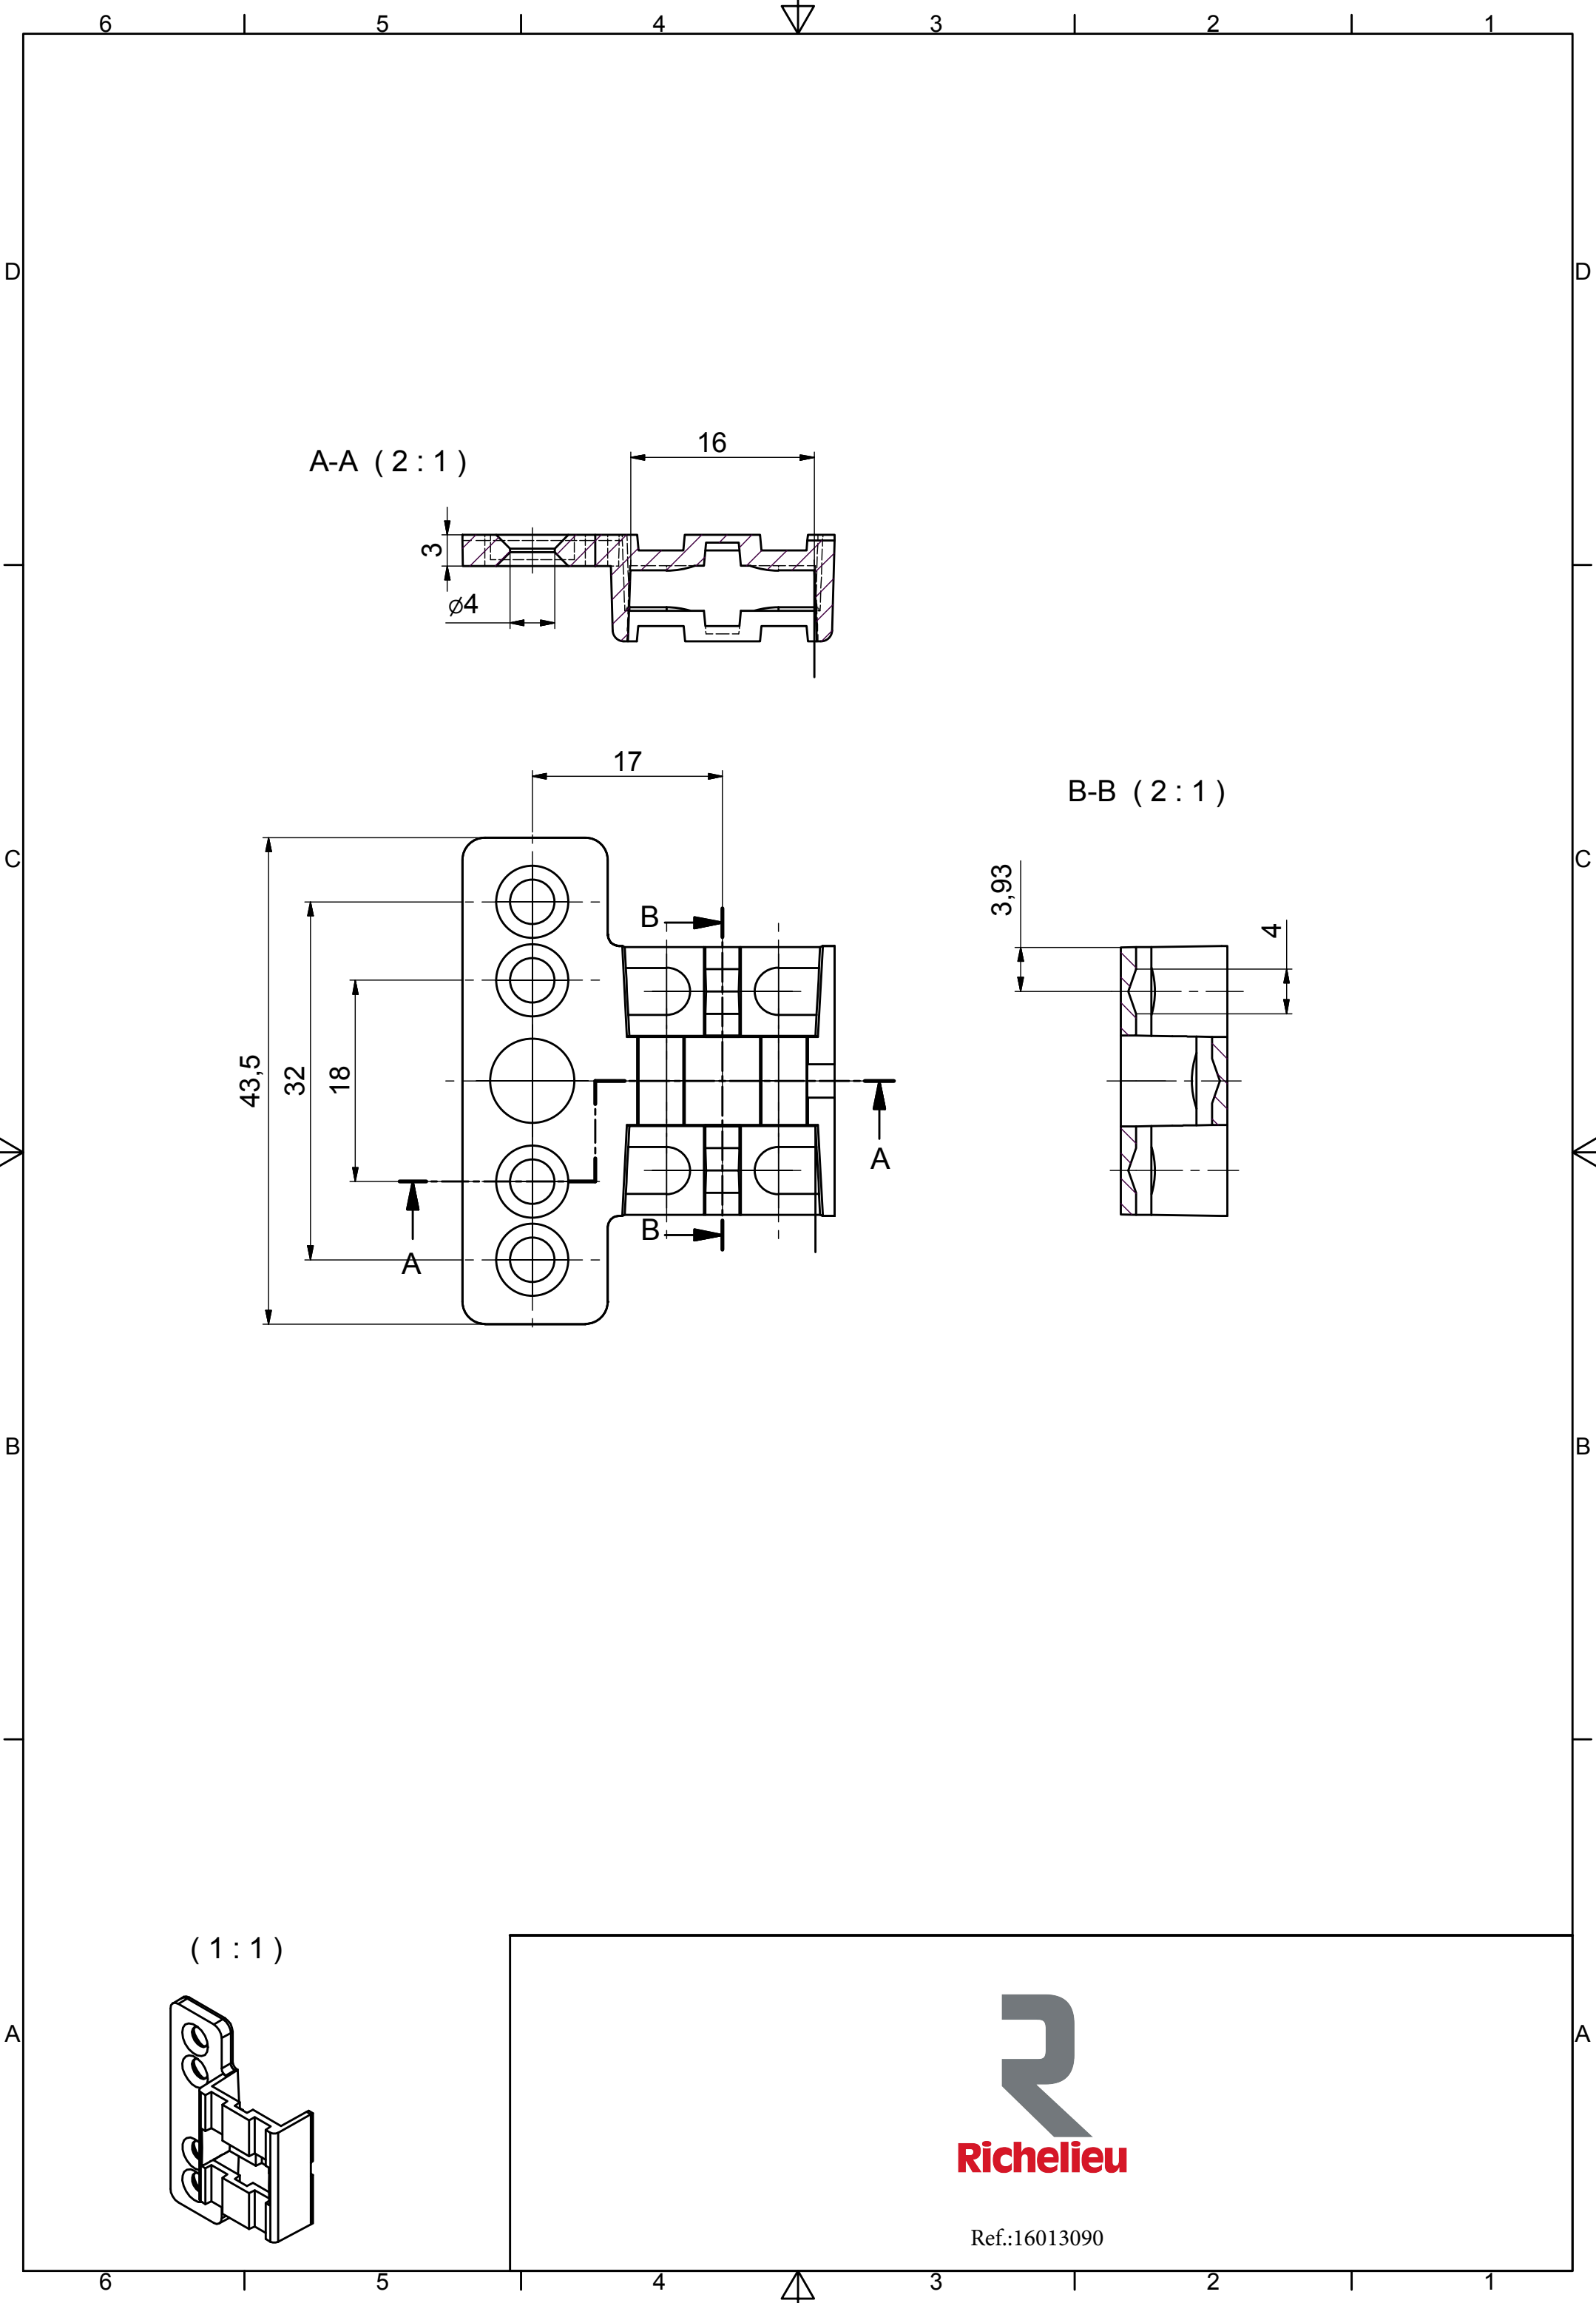 6 5 4 3 2 1
D D
A-A ( 2 : 1 )
16
3
⌀4
17
B-B ( 2 : 1 )
C C
3,93
4
B
43,5
32
18
A
B
A
B B
( 1 : 1 )
A A
Richelieu
Ref.:16013090
6 5 4 3 2 1